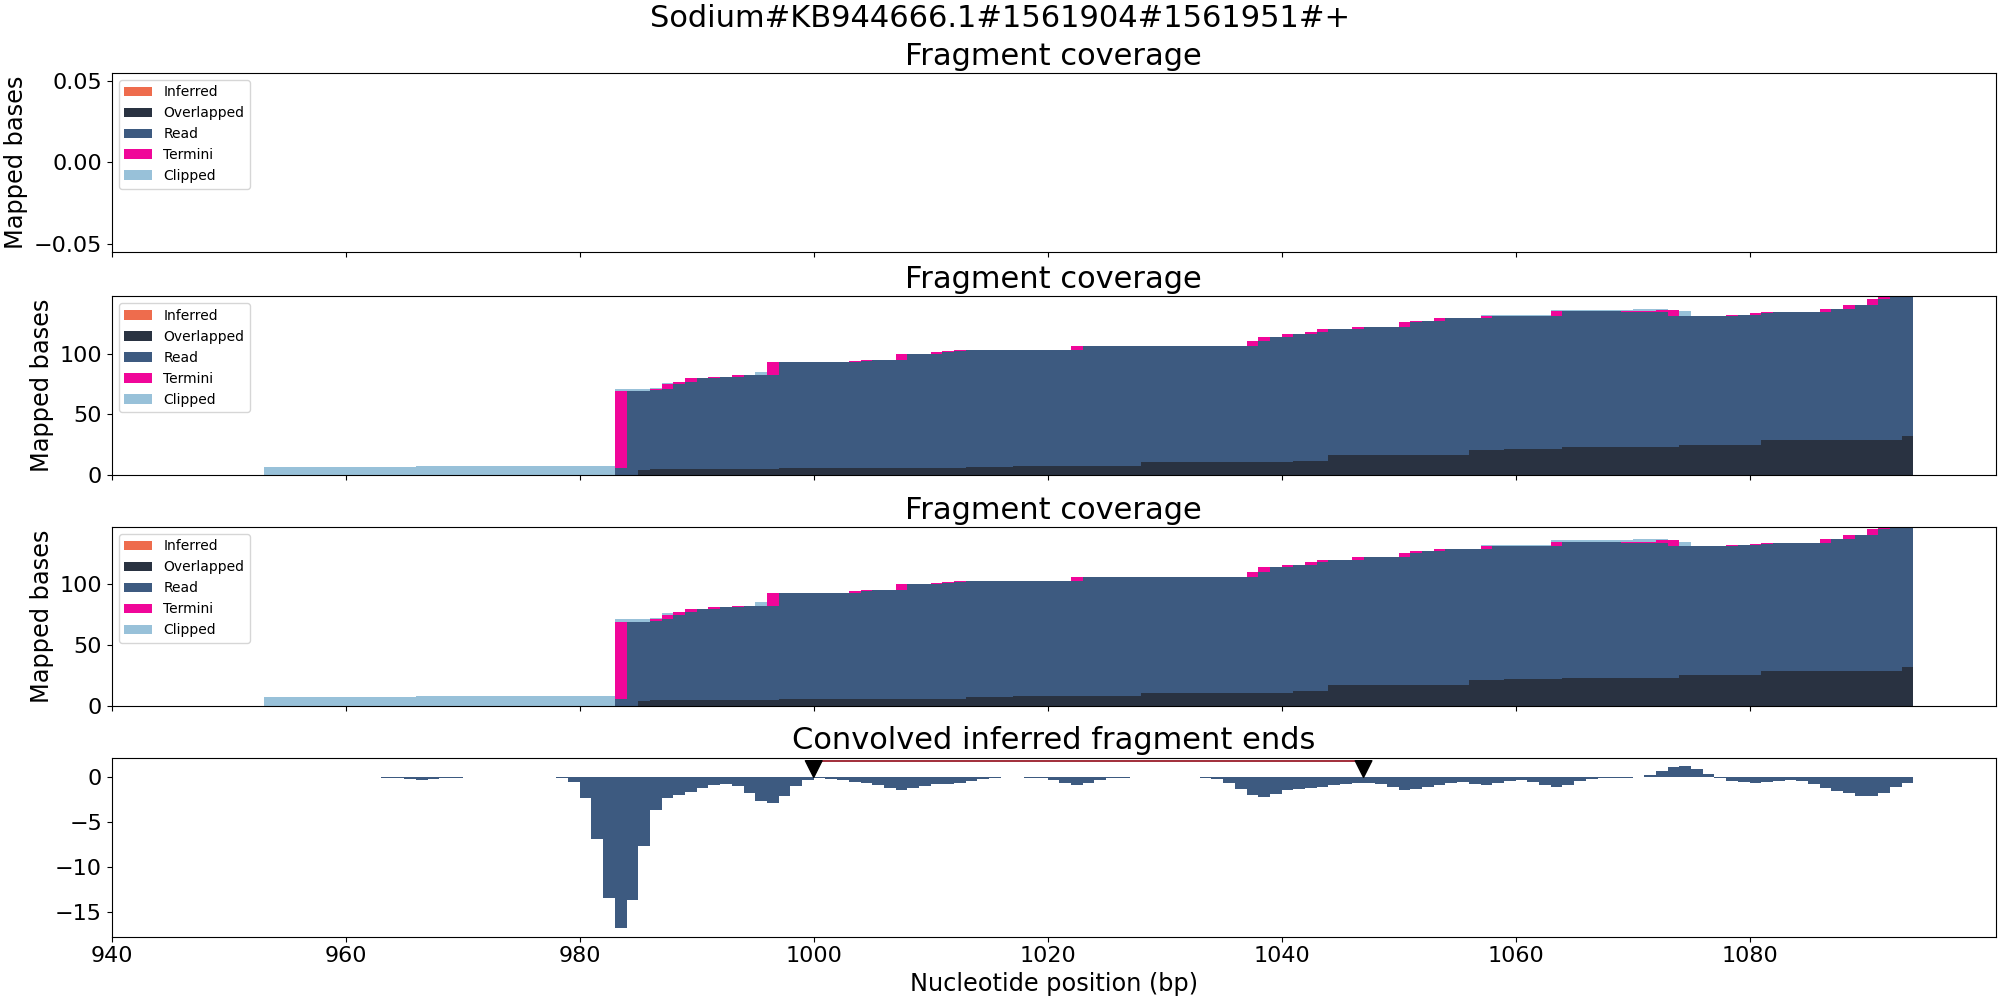 Sodium#KB944666.1#1561904#1561951#+
Fragment coverage
Mapped bases
0.05
0.00
−0.05
Inferred
Overlapped
Read
Termini
Clipped
Fragment coverage
Mapped bases
100
50
0
Inferred
Overlapped
Read
Termini
Clipped
Fragment coverage
Mapped bases
100
50
0
Inferred
Overlapped
Read
Termini
Clipped
Convolved inferred fragment ends
0
−5
−10
−15
940 960 980 1000 1020 1040 1060 1080
Nucleotide position (bp)